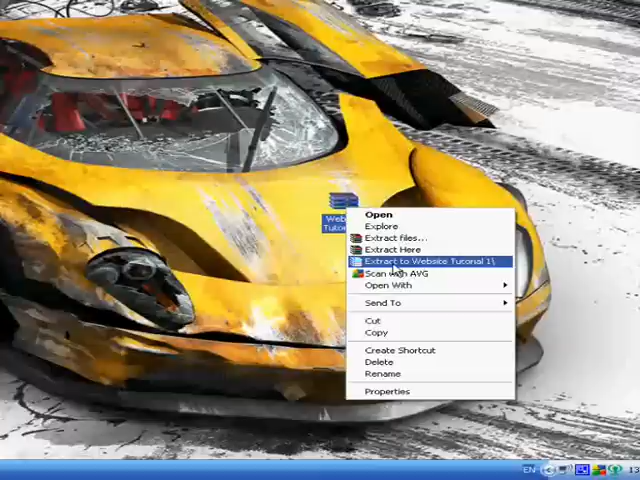 Open
Explore
Extract files...
Extract Here
Extract to Website Tutorial 1\
Scan with AVG
Open With
Send To
Cut
Copy
Create Shortcut
Delete
Rename
Properties
EN